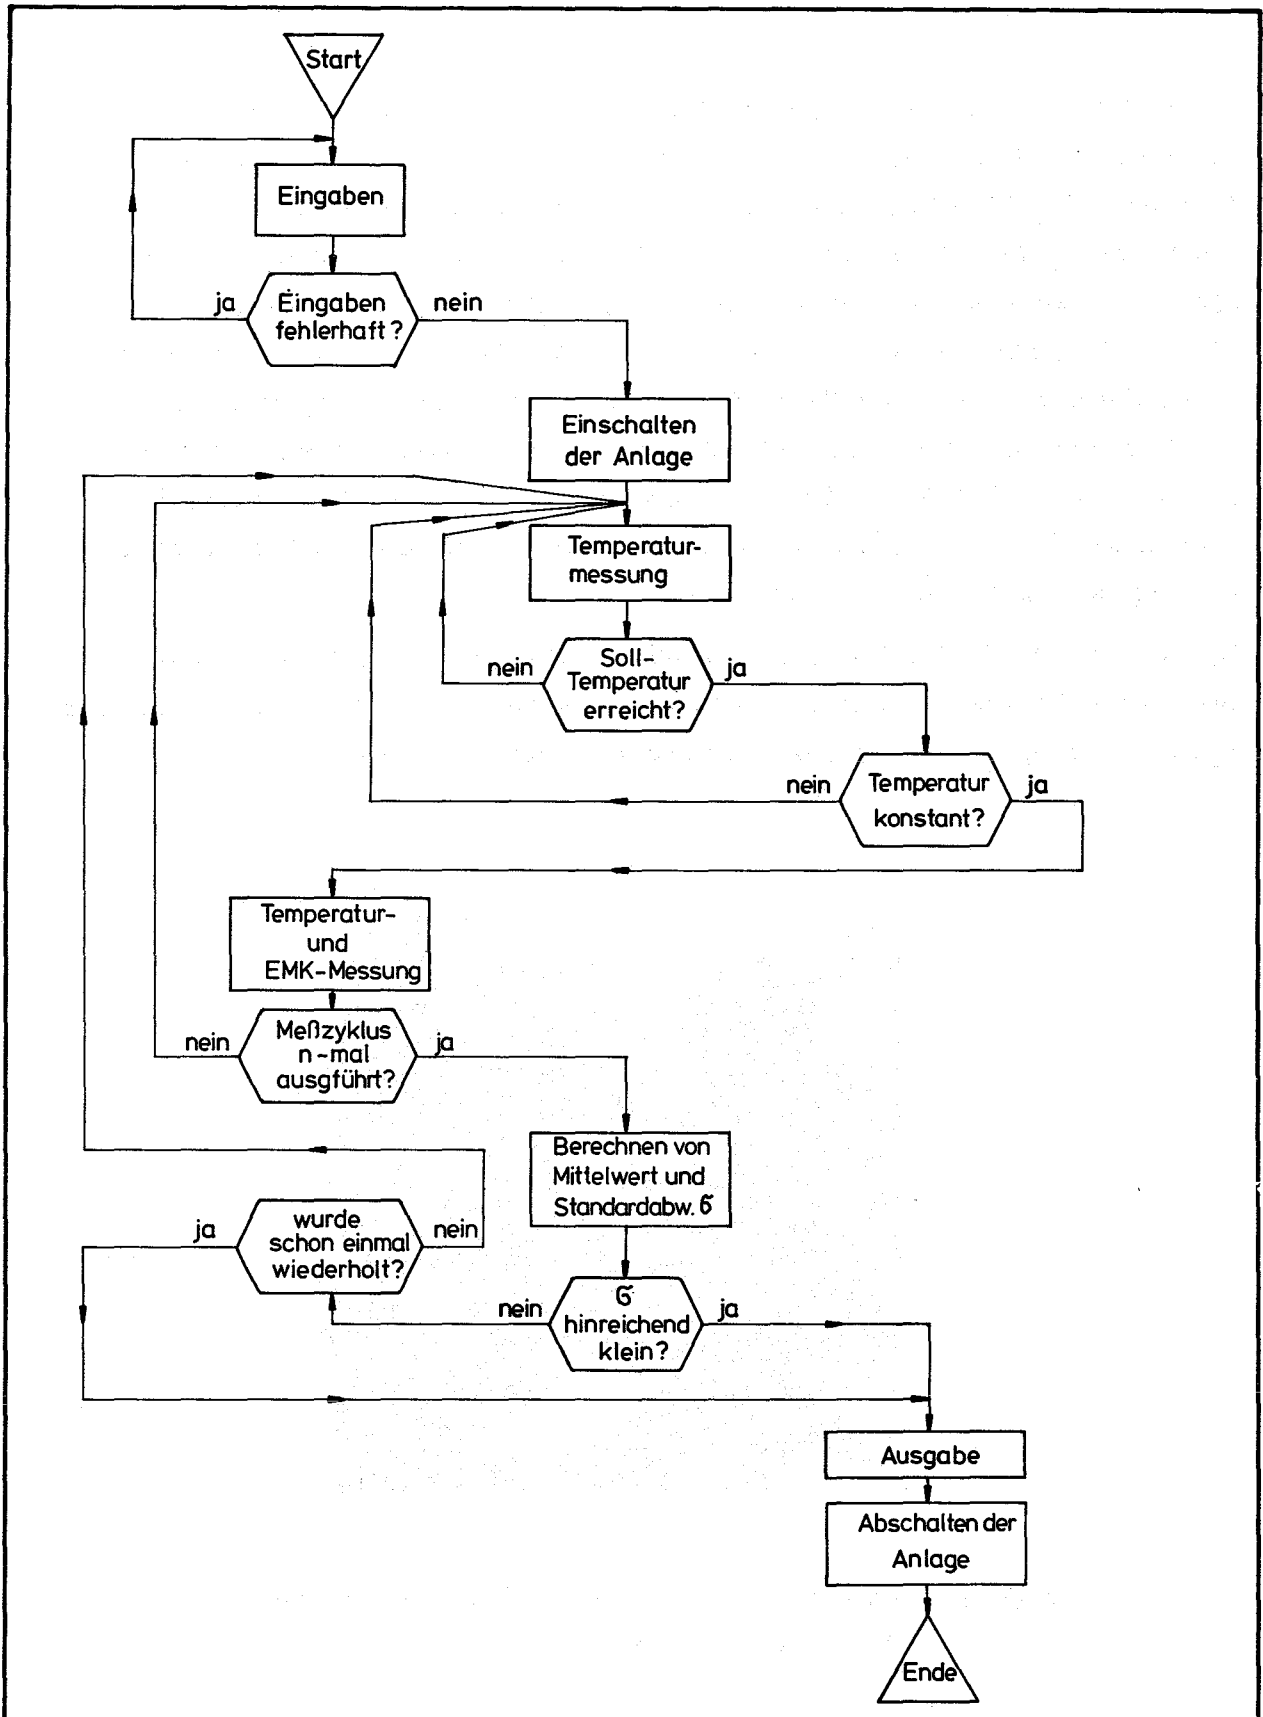 Start
Eingaben
ja
Eingaben
fehlerhaft?
nein
Einschalten
der Anlage
Temperatur-
messung
nein
Soll-
Temperatur
erreicht?
ja
nein
Temperatur
konstant?
ja
Temperatur-
und
EMK-Messung
nein
Meßzyklus
n-mal
ausgführt?
ja
Berechnen von
Mittelwert und
Standardabw. σ
ja
wurde
schon einmal
wiederholt?
nein
nein
σ
hinreichend
klein?
ja
Ausgabe
Abschalten der
Anlage
Ende